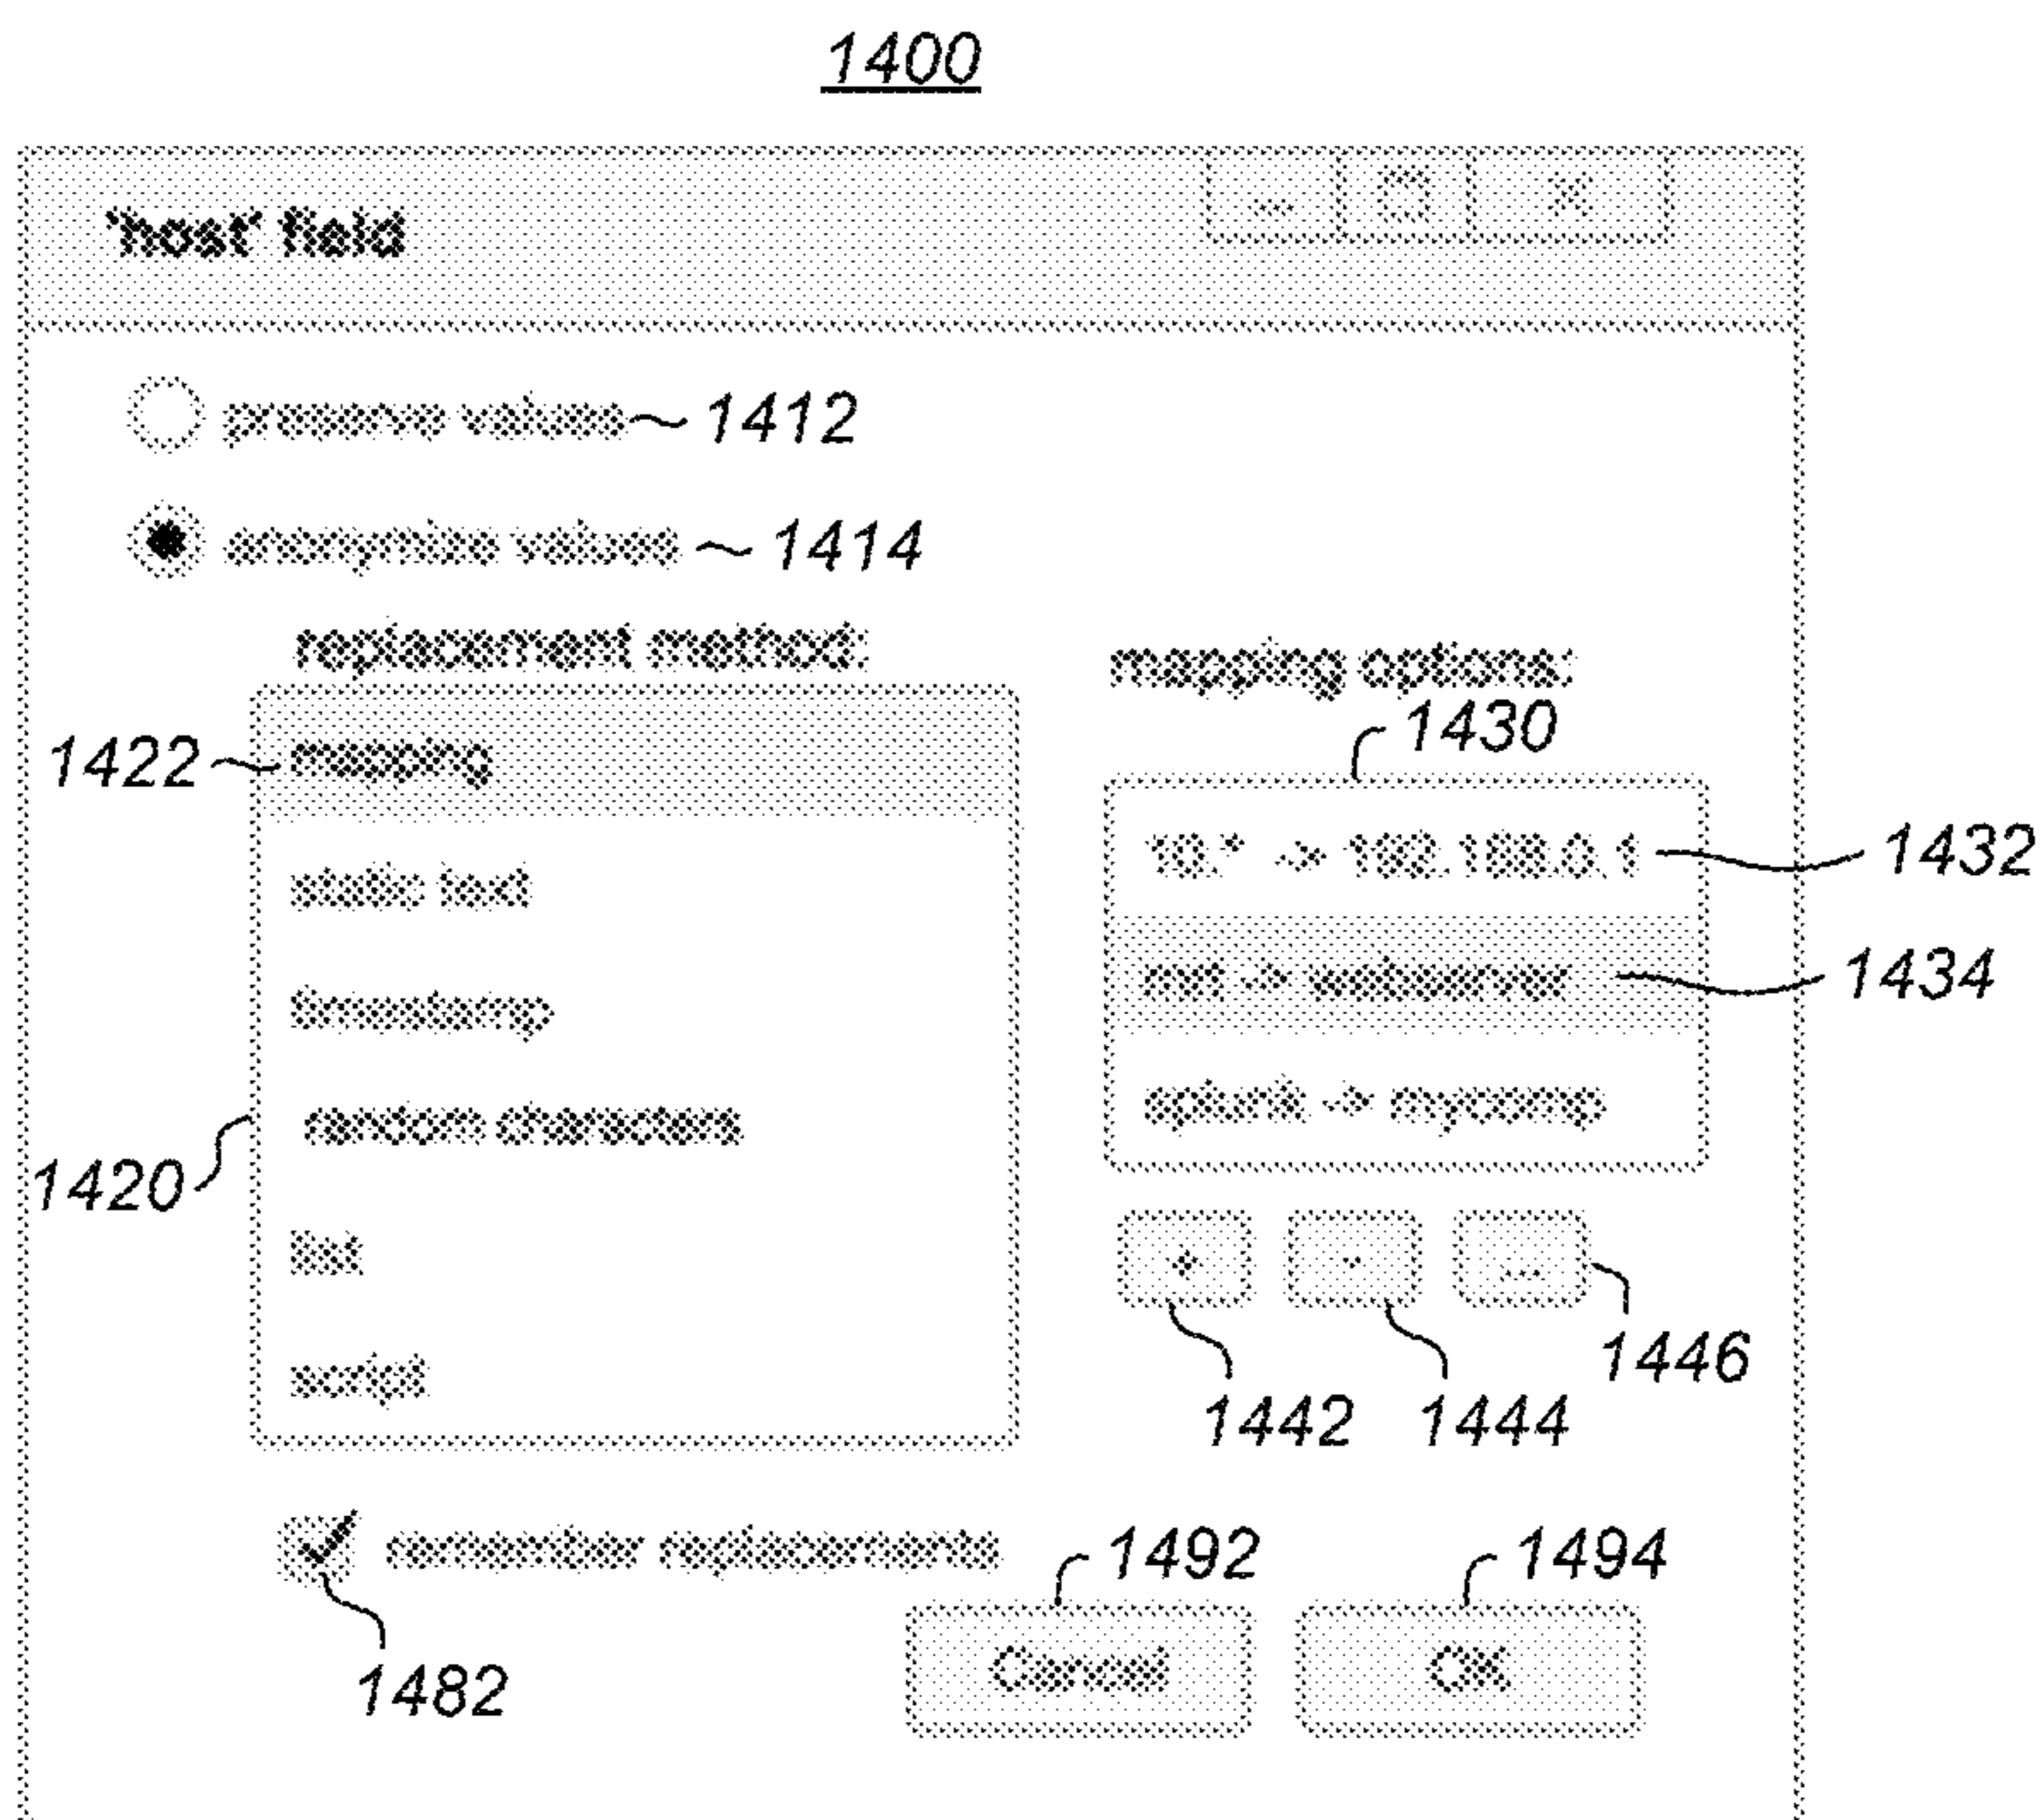 1400
'host' field
preserve values 1412
anonymize values 1414
replacement method:
mapping options:
1430
1422 mapping
10.* -> 192.168.0.1 1432
static text
mrt -> webserver 1434
timestamp
random characters
splunk -> mycomp
1420
list
+ - ...
1446
script
1442 1444
remember replacements
1492 1494
Cancel OK
1482